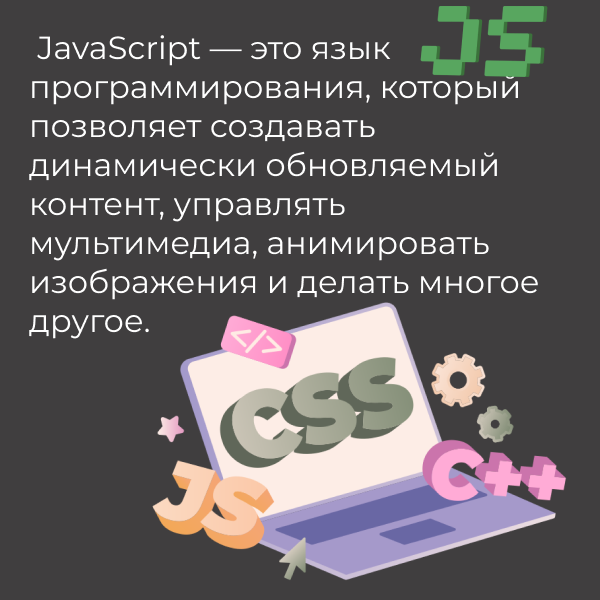 JS
JavaScript — это язык
программирования, который
позволяет создавать
динамически обновляемый
контент, управлять
мультимедиа, анимировать
изображения и делать многое
другое.
</>
CSS
C++
JS